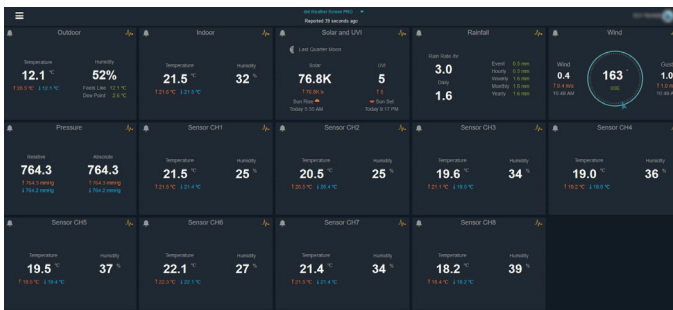 Reported 39 seconds ago
Outdoor
Temperature
12.1 °C
Humidity
52%
Feels Like 12.1 °C
Dew Point 2.6 °C
Indoor
Temperature
21.5 °C
Humidity
32 %
Solar and UVI
Last Quarter Moon
Solar
76.8K
UVI
5
Sun Rise
Today 5:35 AM
Sun Set
Today 9:17 PM
Rainfall
Rain Rate /hr
3.0
Daily
1.6
Event 0.5 mm
Hourly 0.5 mm
Weekly 1.6 mm
Monthly 1.6 mm
Yearly 1.6 mm
Wind
Wind
0.4
10:49 AM
163 °
SSE
Gust
1.0
Pressure
Relative
764.3
↑764.3 mmHg
↓764.2 mmHg
Absolute
764.3
↑764.3 mmHg
↓764.2 mmHg
Sensor CH1
Temperature
21.5 °C
Humidity
25 %
Sensor CH2
Temperature
20.5 °C
Humidity
25 %
Sensor CH3
Temperature
19.6 °C
Humidity
34 %
Sensor CH4
Temperature
19.0 °C
Humidity
36 %
Sensor CH5
Temperature
19.5 °C
Humidity
37 %
Sensor CH6
Temperature
22.1 °C
Humidity
27 %
Sensor CH7
Temperature
21.4 °C
Humidity
34 %
Sensor CH8
Temperature
18.2 °C
Humidity
39 %